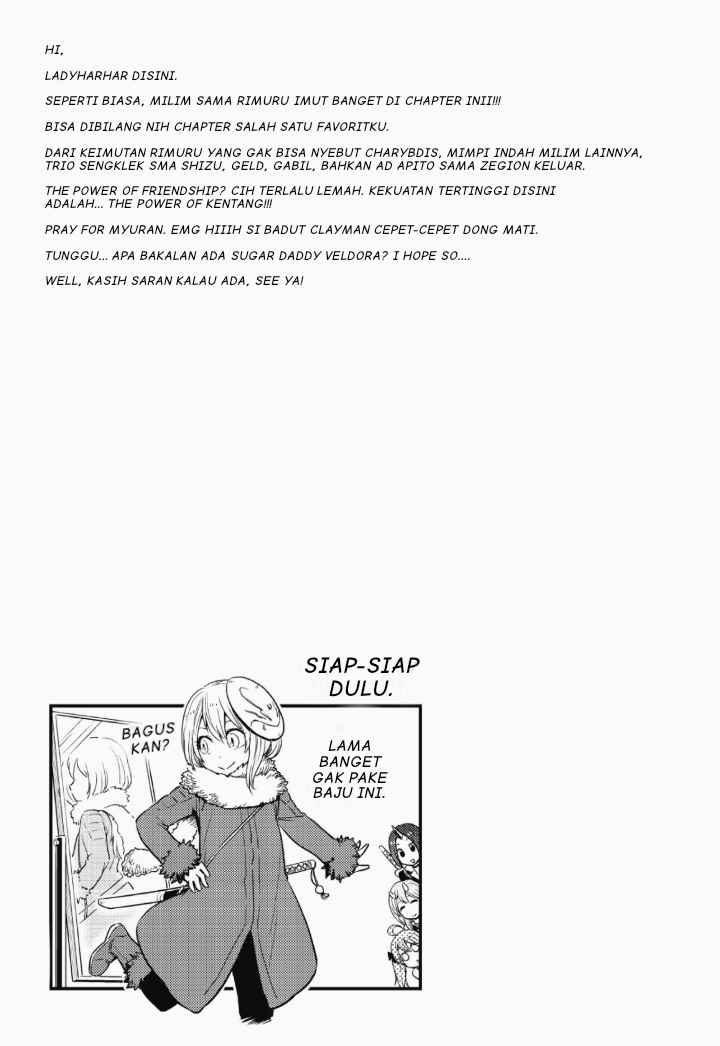 HI,
LADYHARHAR DISINI.
SEPERTI BIASA, MILIM SAMA RIMURU IMUT BANGET DI CHAPTER INII!!!
BISA DIBILANG NIH CHAPTER SALAH SATU FAVORITKU.
DARI KEIMUTAN RIMURU YANG GAK BISA NYEBUT CHARYBDIS, MIMPI INDAH MILIM LAINNYA,
TRIO SENGKLEK SMA SHIZU, GELD, GABIL, BAHKAN AD APITO SAMA ZEGION KELUAR.
THE POWER OF FRIENDSHIP? CIH TERLALU LEMAH. KEKUATAN TERTINGGI DISINI
ADALAH... THE POWER OF KENTANG!!!
PRAY FOR MYURAN. EMG HIIIH SI BADUT CLAYMAN CEPET-CEPET DONG MATI.
TUNGGU... APA BAKALAN ADA SUGAR DADDY VELDORA? I HOPE SO....
WELL, KASIH SARAN KALAU ADA, SEE YA!
SIAP-SIAP
DULU.
BAGUS
KAN?
LAMA
BANGET
GAK PAKE
BAJU INI.